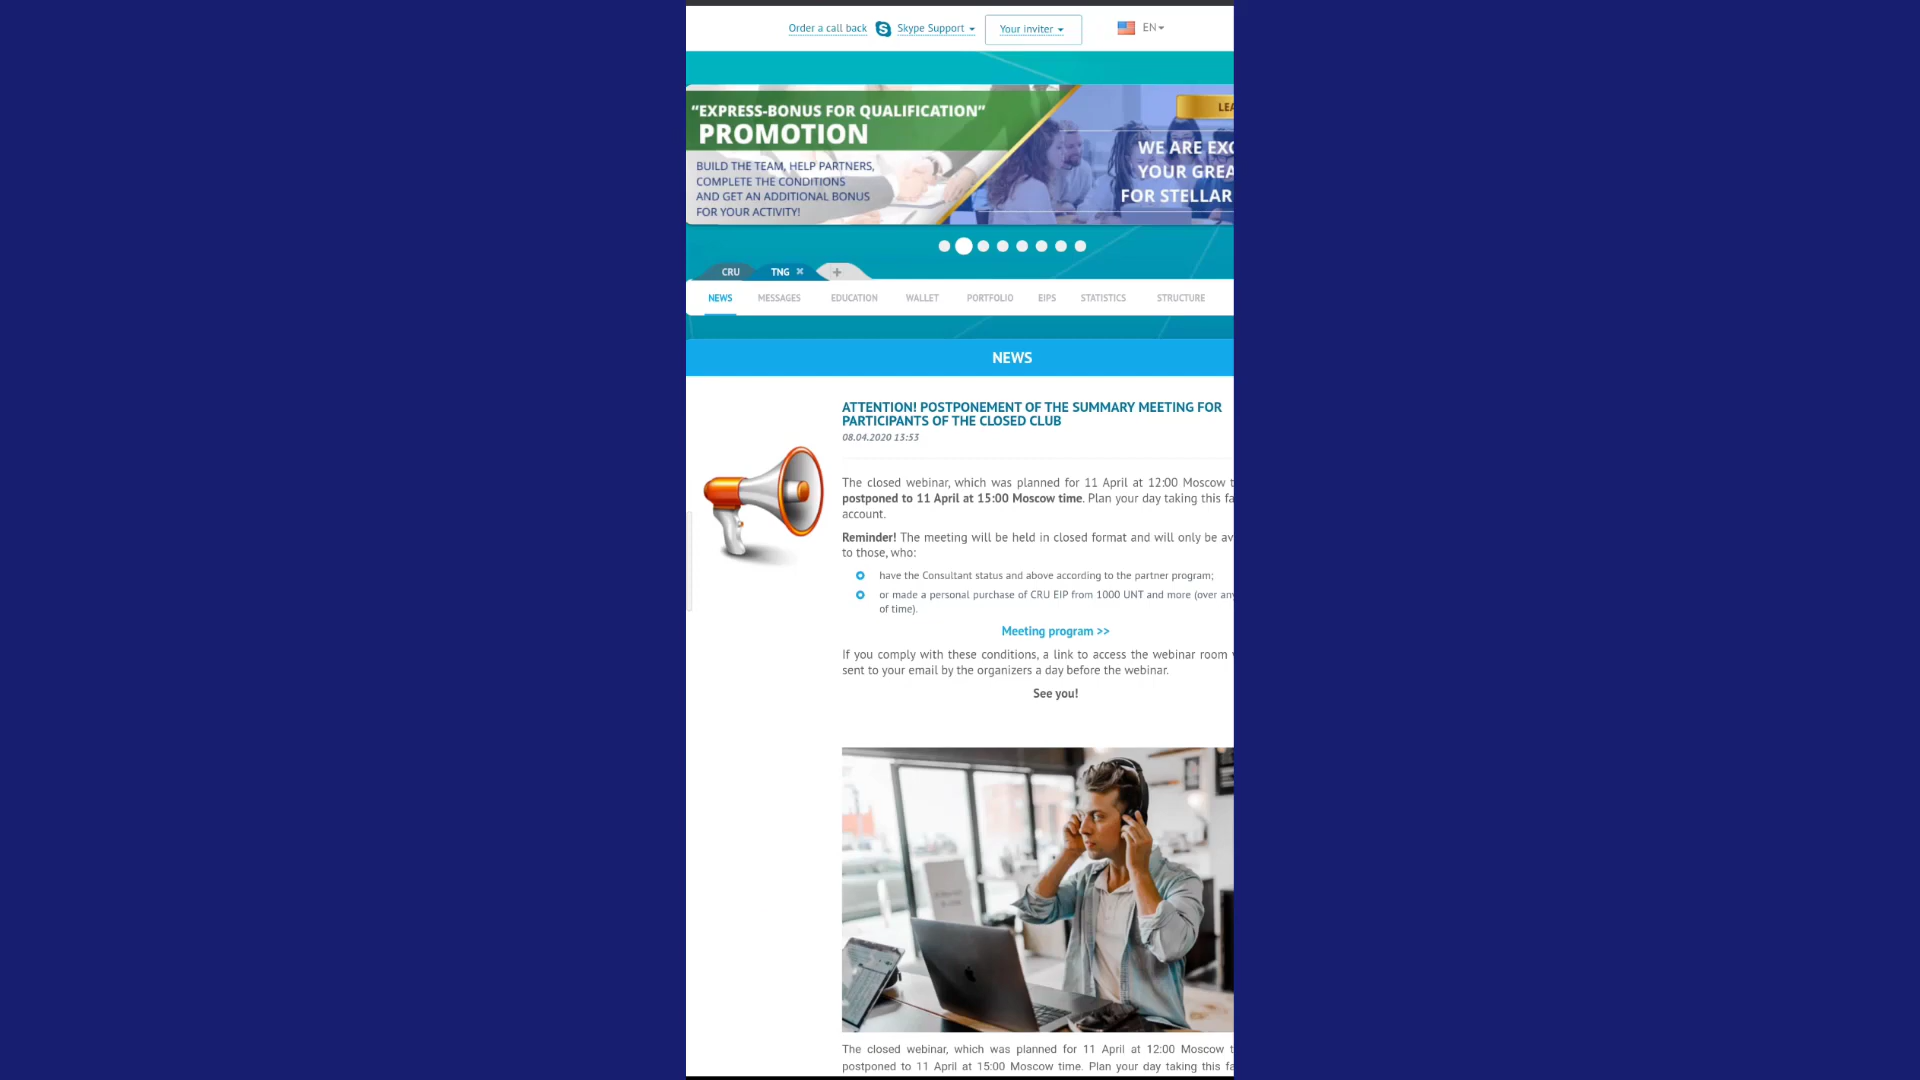 Order a call back
Skype Support
Your inviter
EN
"EXPRESS-BONUS FOR QUALIFICATION"
PROMOTION
BUILD THE TEAM, HELP PARTNERS,
COMPLETE THE CONDITIONS
AND GET AN ADDITIONAL BONUS
FOR YOUR ACTIVITY!
LEA
WE ARE EXC
YOUR GREA
FOR STELLAR
CRU
TNG
NEWS
MESSAGES
EDUCATION
WALLET
PORTFOLIO
EIPS
STATISTICS
STRUCTURE
NEWS
ATTENTION! POSTPONEMENT OF THE SUMMARY MEETING FOR
PARTICIPANTS OF THE CLOSED CLUB
08.04.2020 13:53
The closed webinar, which was planned for 11 April at 12:00 Moscow t
postponed to 11 April at 15:00 Moscow time. Plan your day taking this fa
account.
Reminder! The meeting will be held in closed format and will only be av
to those, who:
have the Consultant status and above according to the partner program;
or made a personal purchase of CRU EIP from 1000 UNT and more (over any
of time).
Meeting program >>
If you comply with these conditions, a link to access the webinar room
sent to your email by the organizers a day before the webinar.
See you!
The closed webinar, which was planned for 11 April at 12:00 Moscow t
postponed to 11 April at 15:00 Moscow time. Plan your day taking this fa